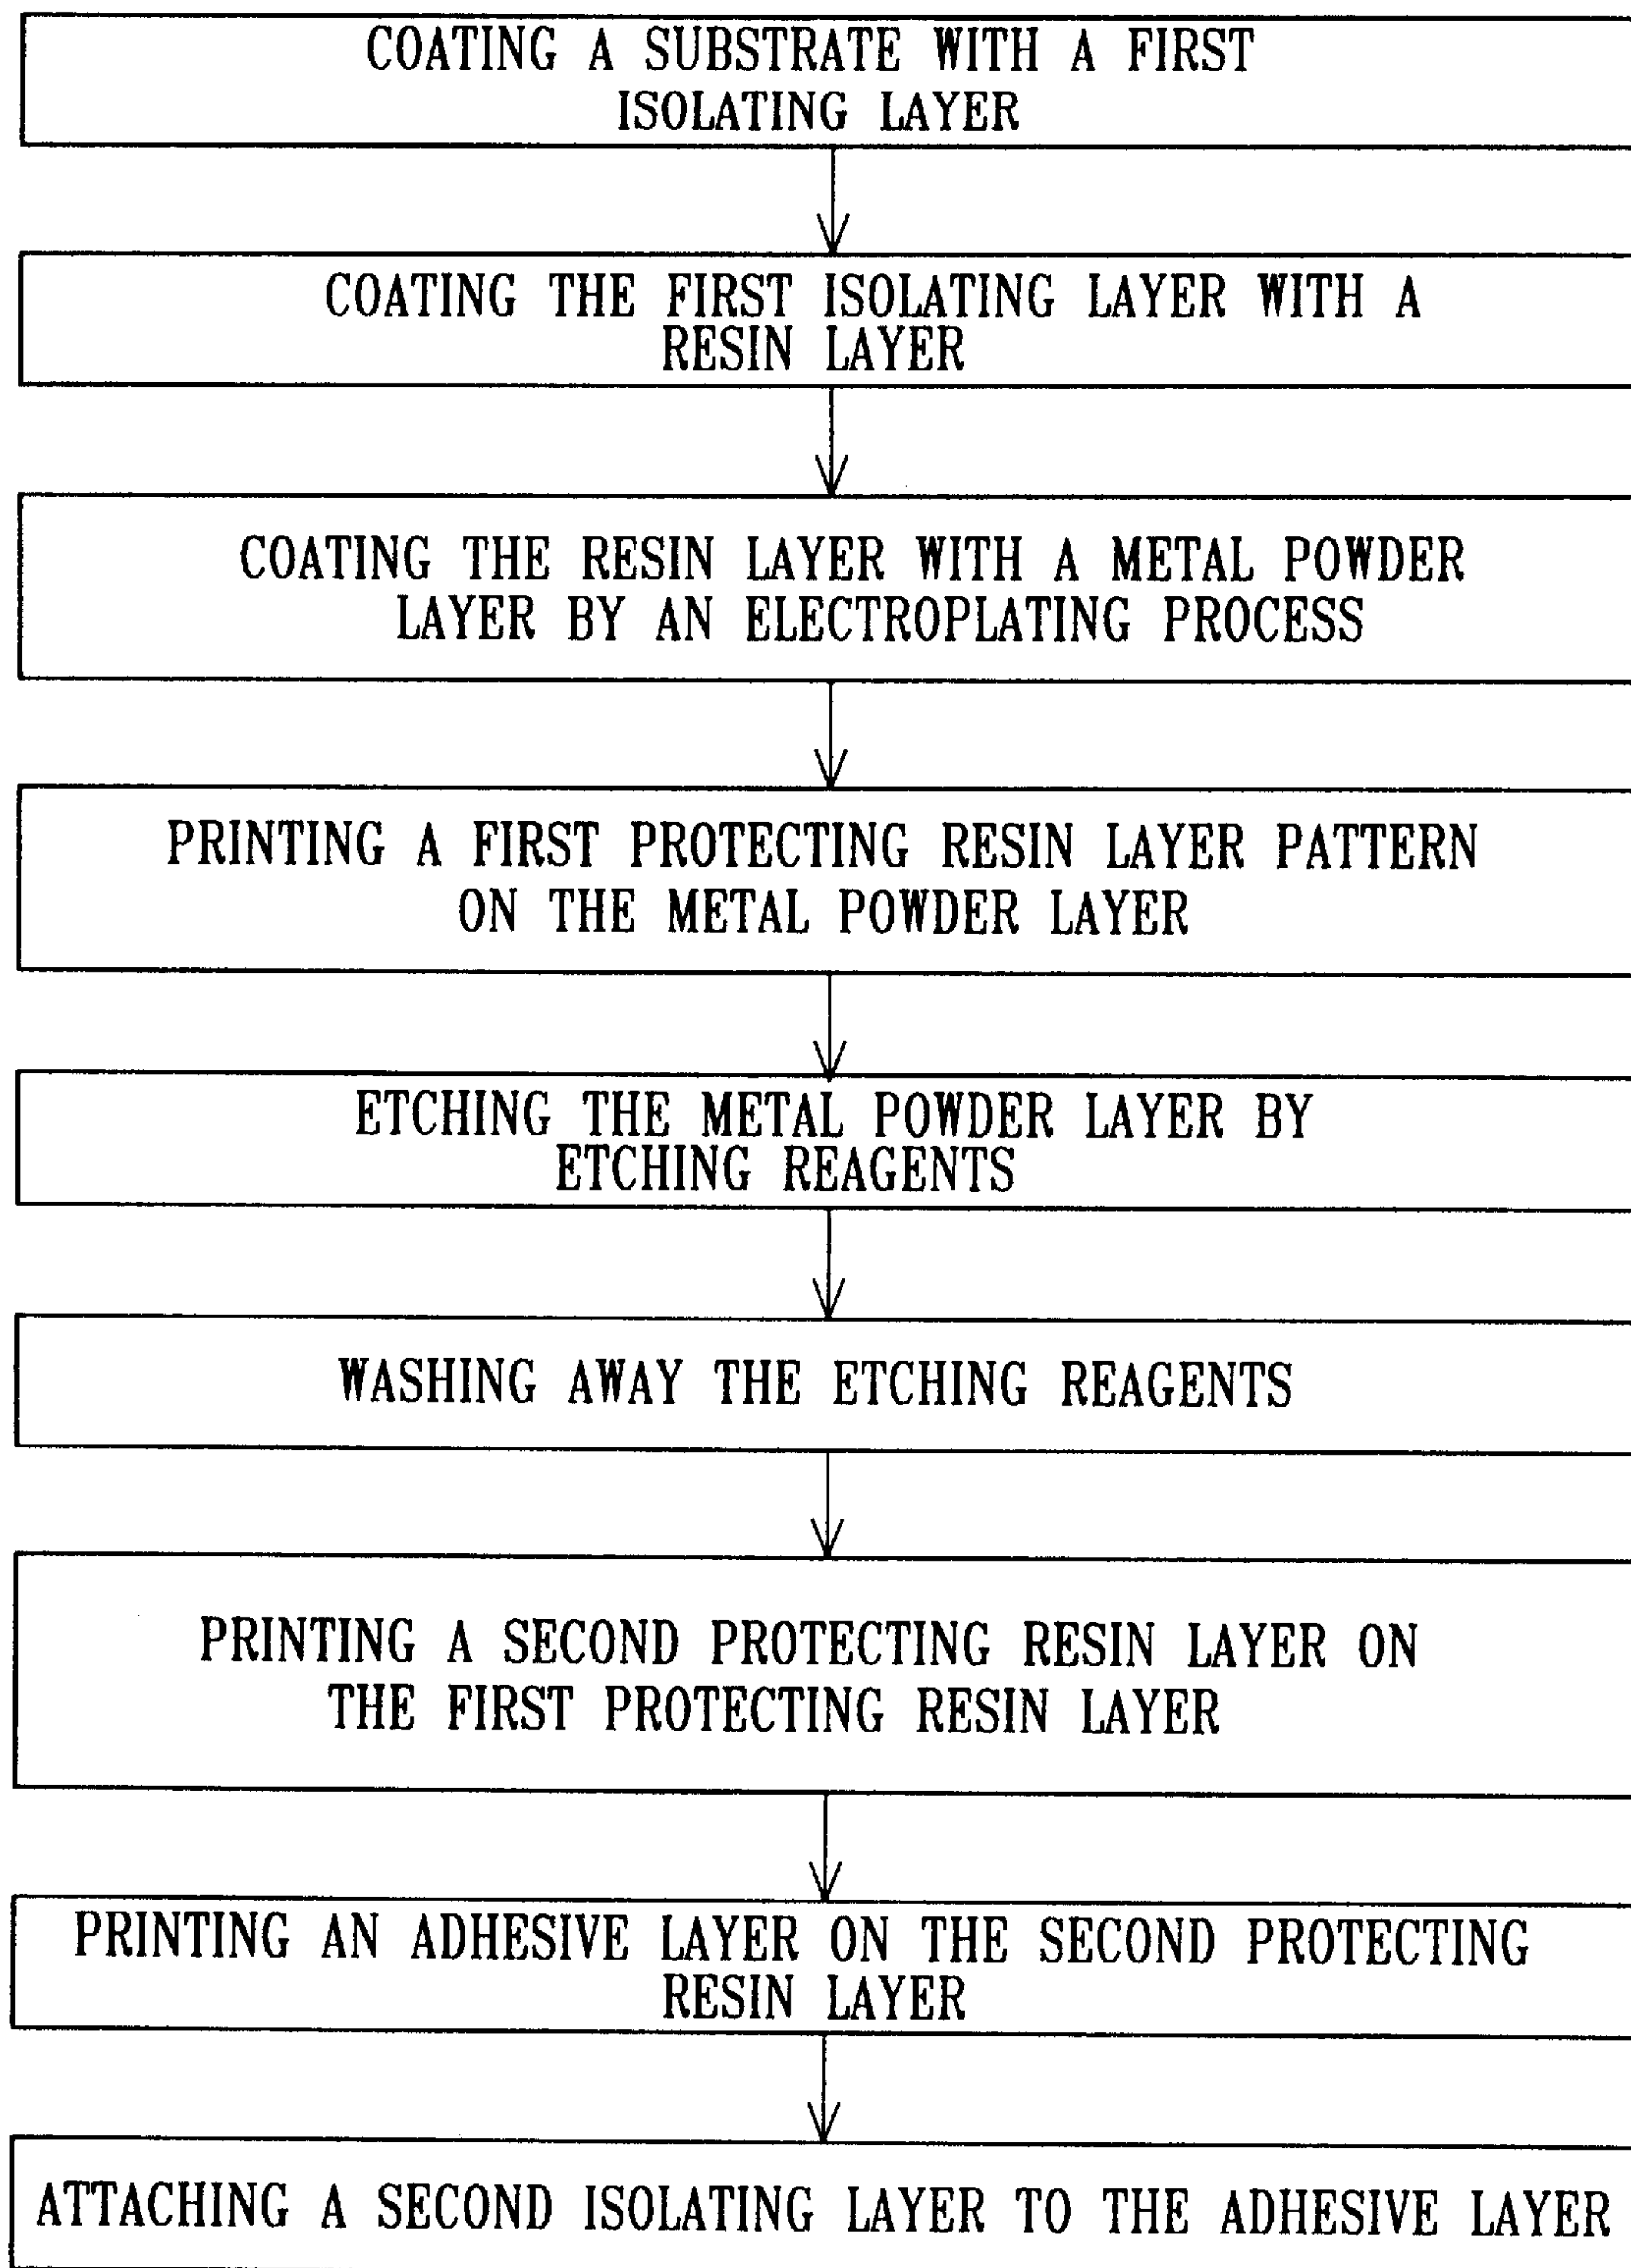 COATING A SUBSTRATE WITH A FIRST
ISOLATING LAYER
COATING THE FIRST ISOLATING LAYER WITH A
RESIN LAYER
COATING THE RESIN LAYER WITH A METAL POWDER
LAYER BY AN ELECTROPLATING PROCESS
PRINTING A FIRST PROTECTING RESIN LAYER PATTERN
ON THE METAL POWDER LAYER
ETCHING THE METAL POWDER LAYER BY
ETCHING REAGENTS
WASHING AWAY THE ETCHING REAGENTS
PRINTING A SECOND PROTECTING RESIN LAYER ON
THE FIRST PROTECTING RESIN LAYER
PRINTING AN ADHESIVE LAYER ON THE SECOND PROTECTING
RESIN LAYER
ATTACHING A SECOND ISOLATING LAYER TO THE ADHESIVE LAYER